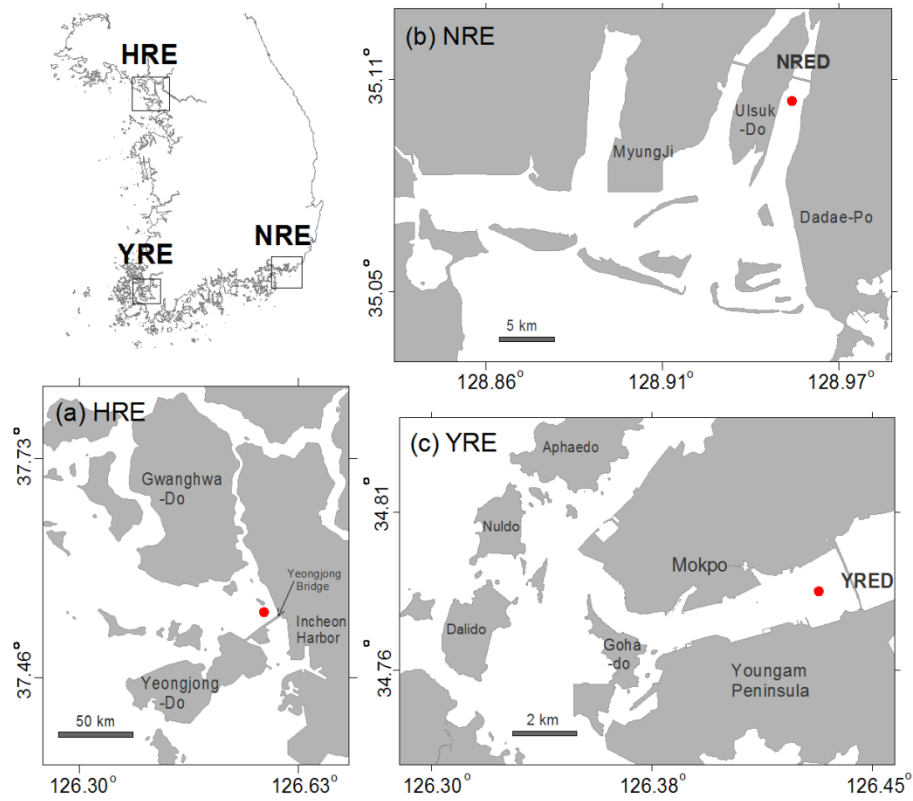 HRE
YRE
NRE
(b) NRE
NRED
Ulsuk
-Do
MyungJi
Dadae-Po
5 km
35.11°
35.05°
128.86°
128.91°
128.97°
(a) HRE
Gwanghwa
-Do
Yeongjong
Bridge
Incheon
Harbor
Yeongjong
-Do
50 km
37.73°
37.46°
126.30°
126.63°
(c) YRE
Aphaedo
Nuldo
Mokpo
YRED
Dalido
Goha
-do
Youngam
Peninsula
2 km
34.81°
34.76°
126.30°
126.38°
126.45°